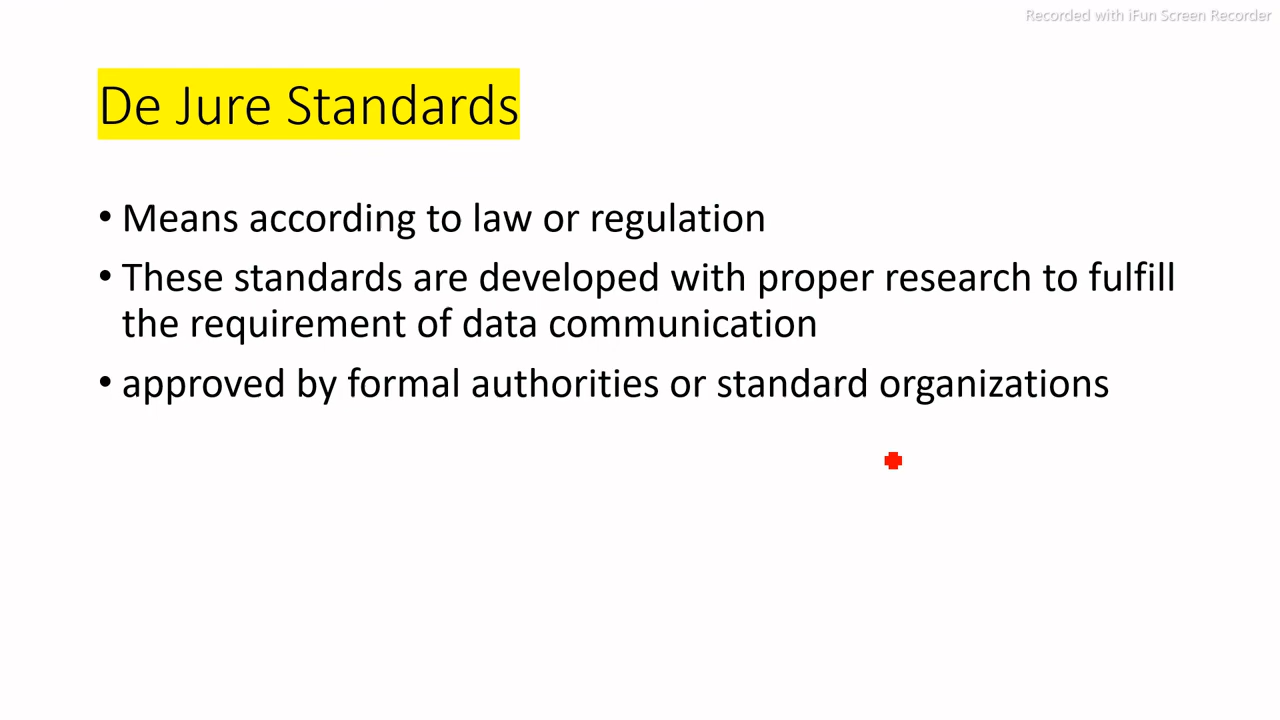 Recorded with iFun Screen Recorder
De Jure Standards
• Means according to law or regulation
• These standards are developed with proper research to fulfill
the requirement of data communication
• approved by formal authorities or standard organizations